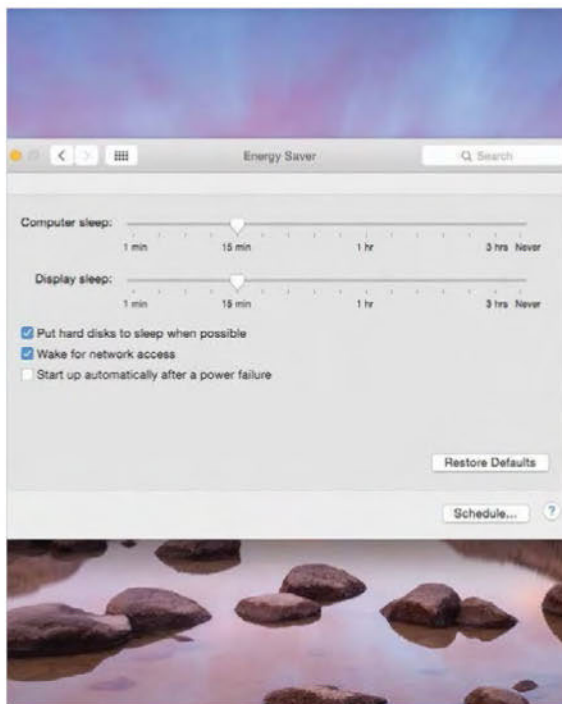 Energy Saver
Search
Computer sleep:
1 min 15 min 1 hr 3 hrs Never
Display sleep:
1 min 15 min 1 hr 3 hrs Never
Put hard disks to sleep when possible
Wake for network access
Start up automatically after a power failure
Restore Defaults
Schedule...
?